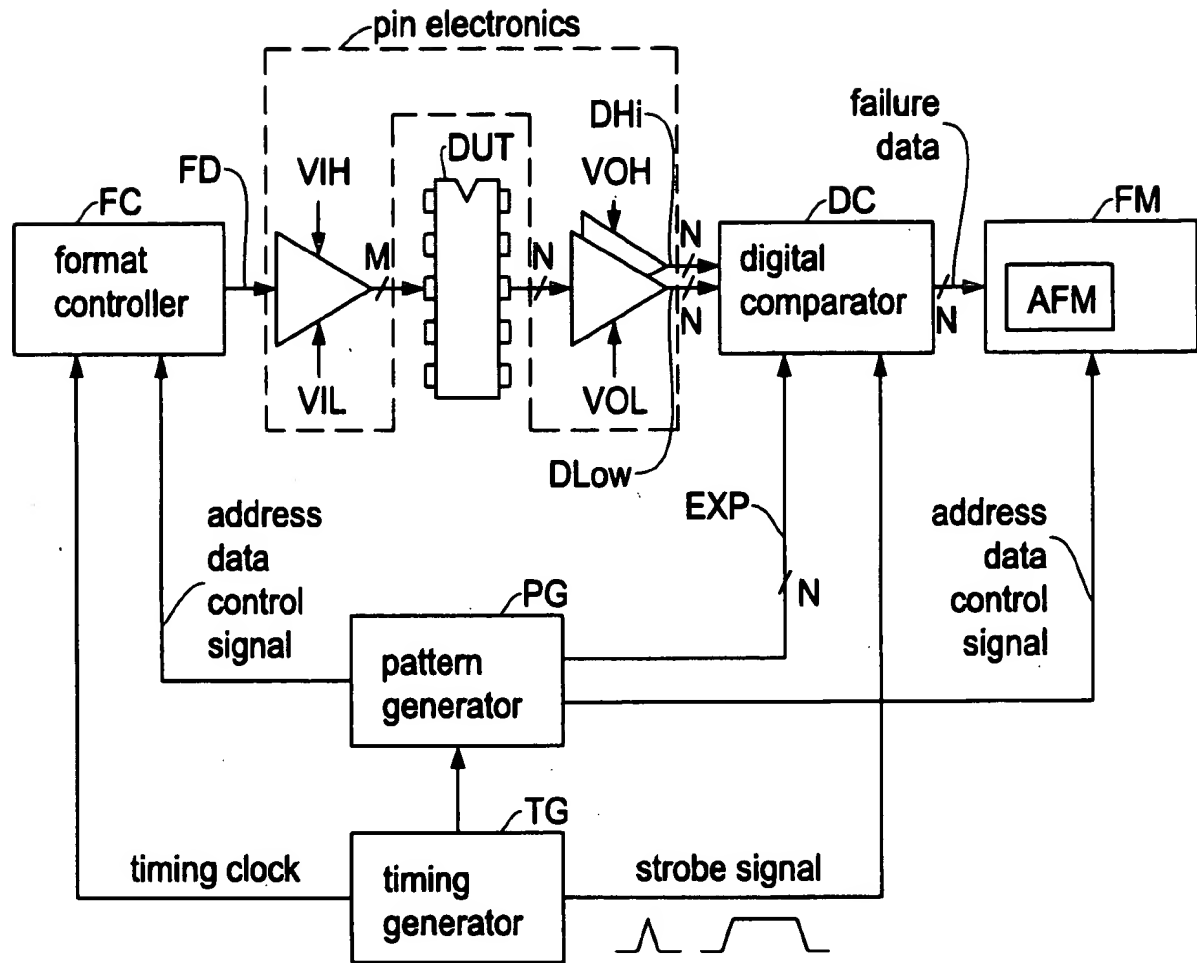 pin electronics
failure
data
DHi
DUT
VIH
VOH
FD
FC
DC
FM
format
controller
M
N
N
N
digital
comparator
N
AFM
VIL
VOL
DLow
EXP
address
data
control
signal
address
data
control
signal
N
PG
pattern
generator
TG
timing clock
timing
generator
strobe signal